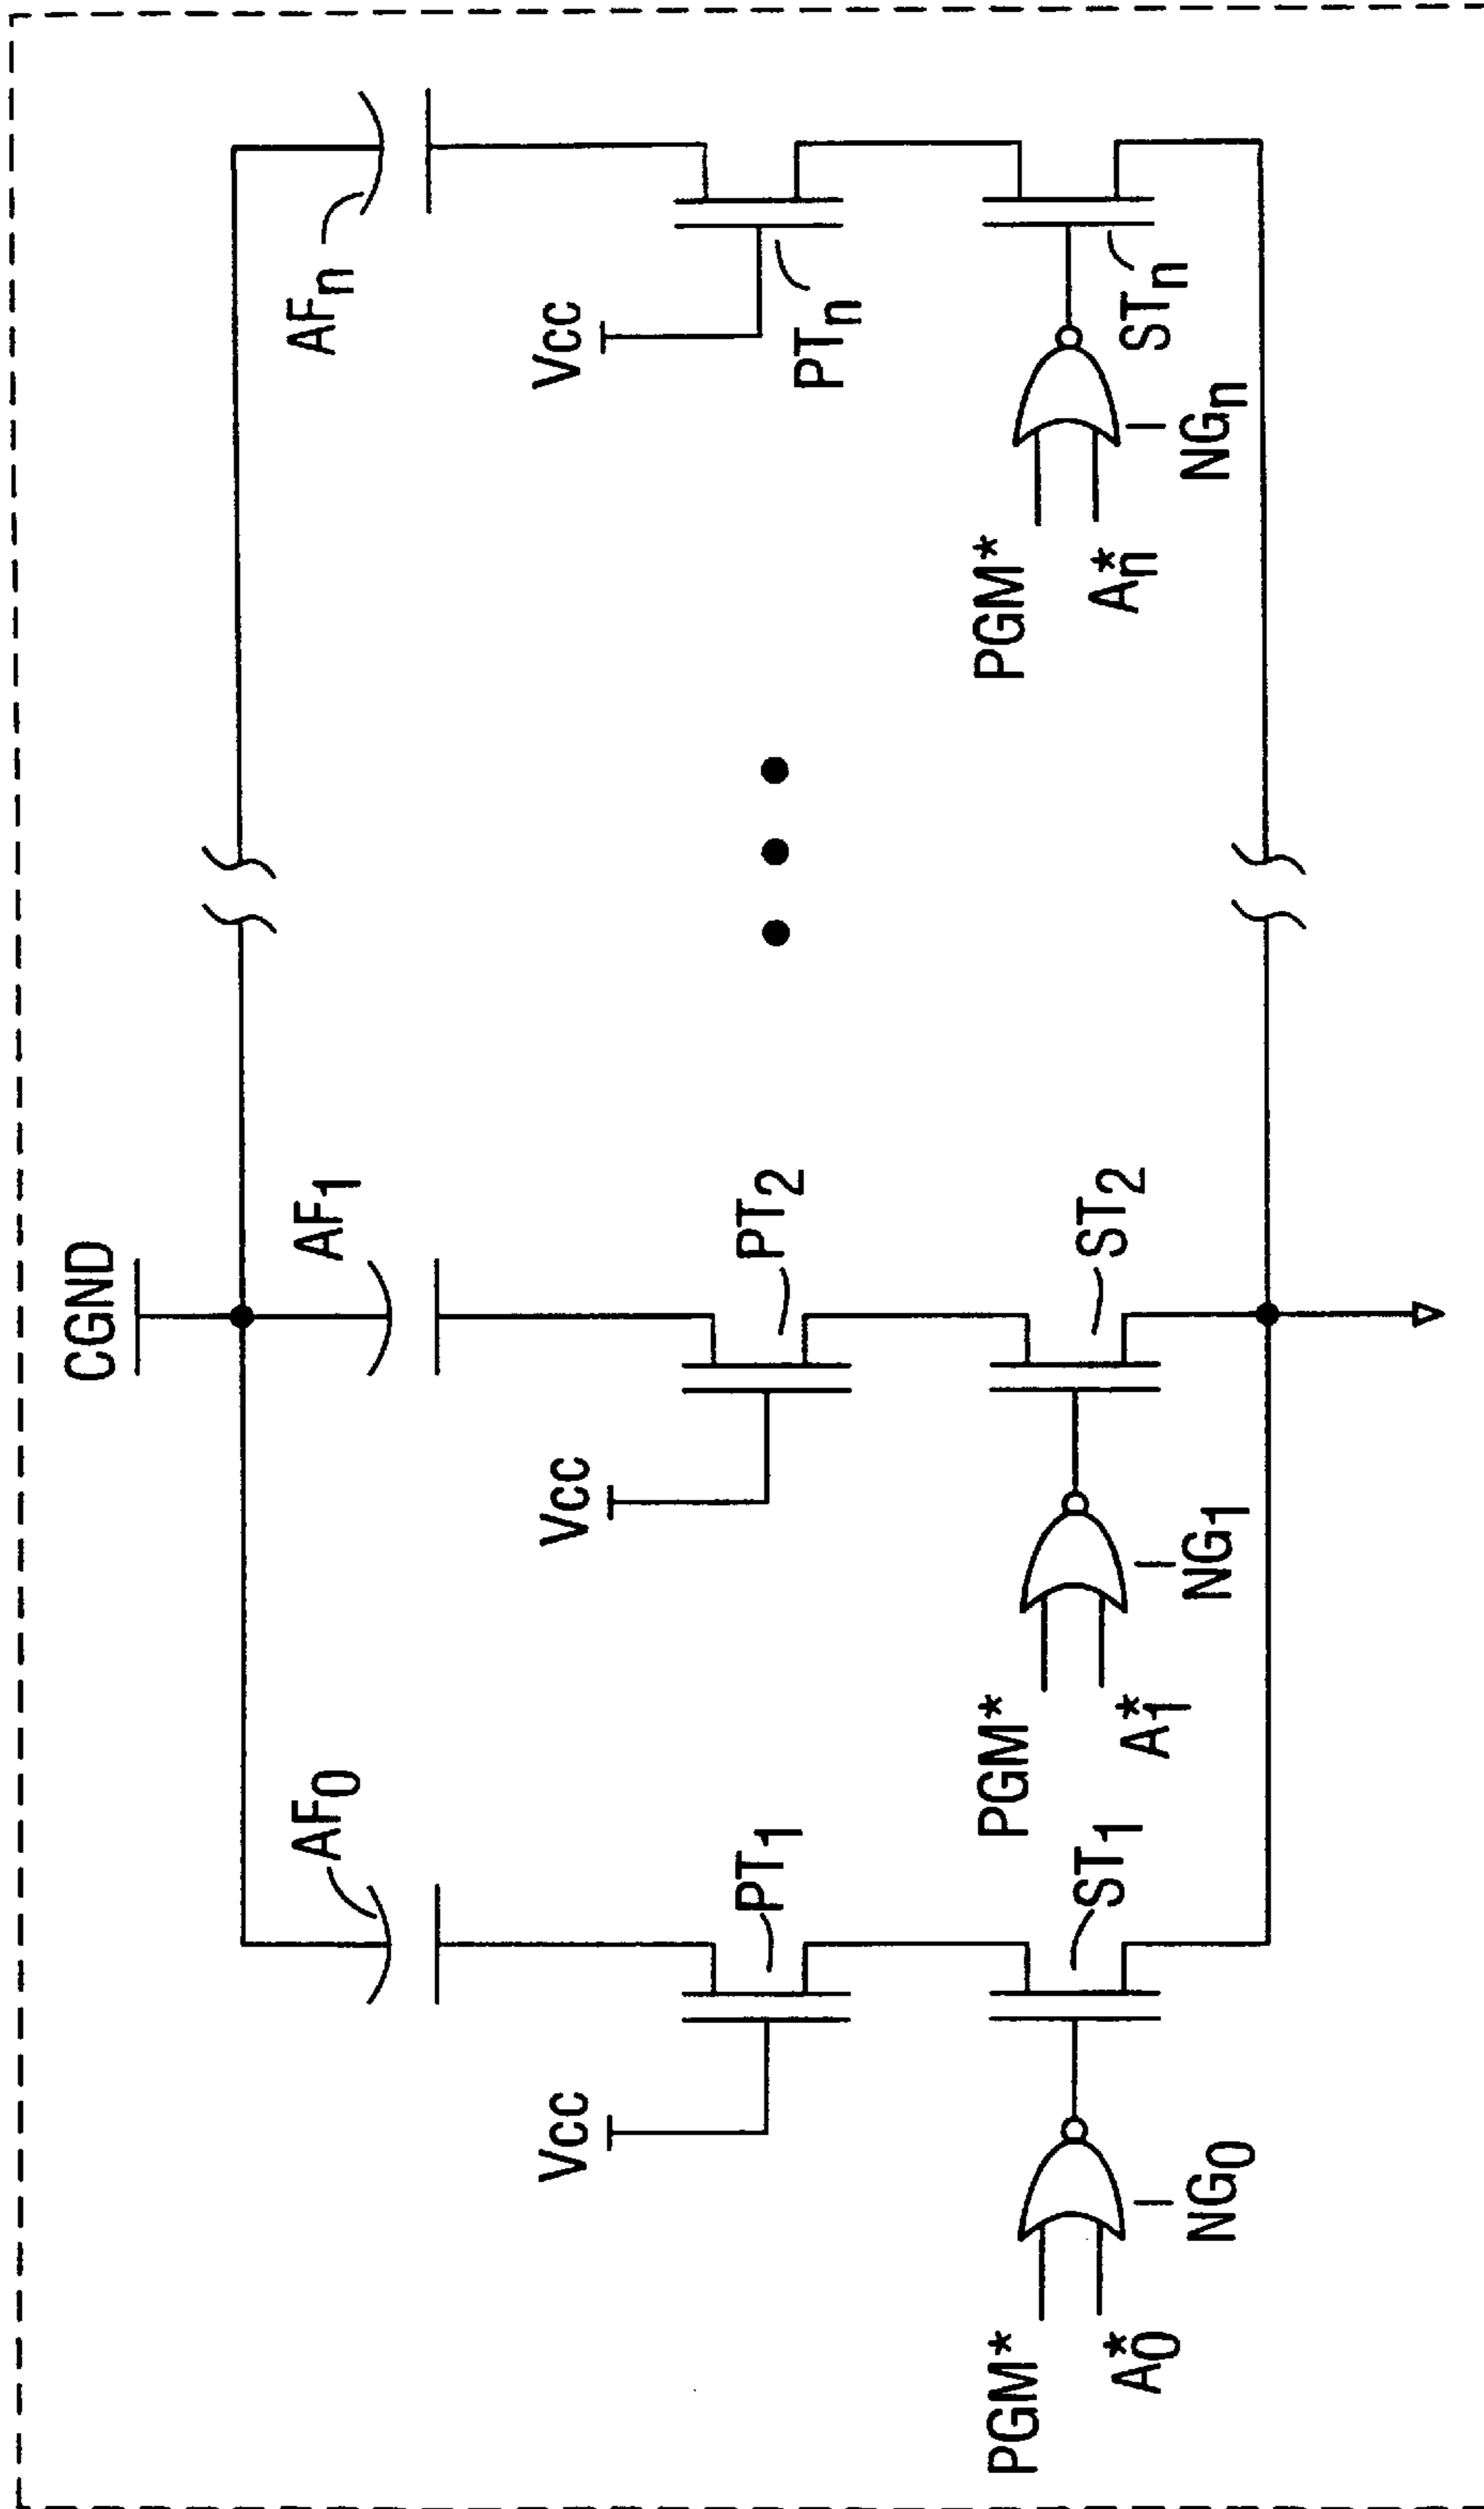 CGND
AF0
AF1
AFn
Vcc
PT1
Vcc
PT2
Vcc
PTn
PGM*
A0*
NG0
ST1
PGM*
A1*
NG1
ST2
PGM*
An*
NGn
STn